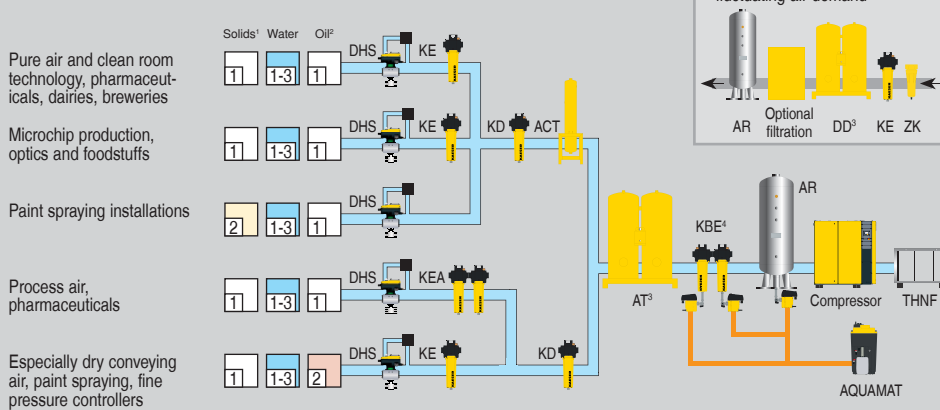 fluctuating air demand
AR
Optional
filtration
DD³
KE
ZK
Solids¹ Water Oil²
Pure air and clean room
technology, pharmaceut-
icals, dairies, breweries
1 1-3 1
DHS KE
Microchip production,
optics and foodstuffs
1 1-3 1
DHS KE KD ACT
Paint spraying installations
2 1-3 1
DHS
Process air,
pharmaceuticals
1 1-3 1
DHS KEA
Especially dry conveying
air, paint spraying, fine
pressure controllers
1 1-3 2
DHS KE KD
AT³
KBE⁴
AR
Compressor
THNF
AQUAMAT